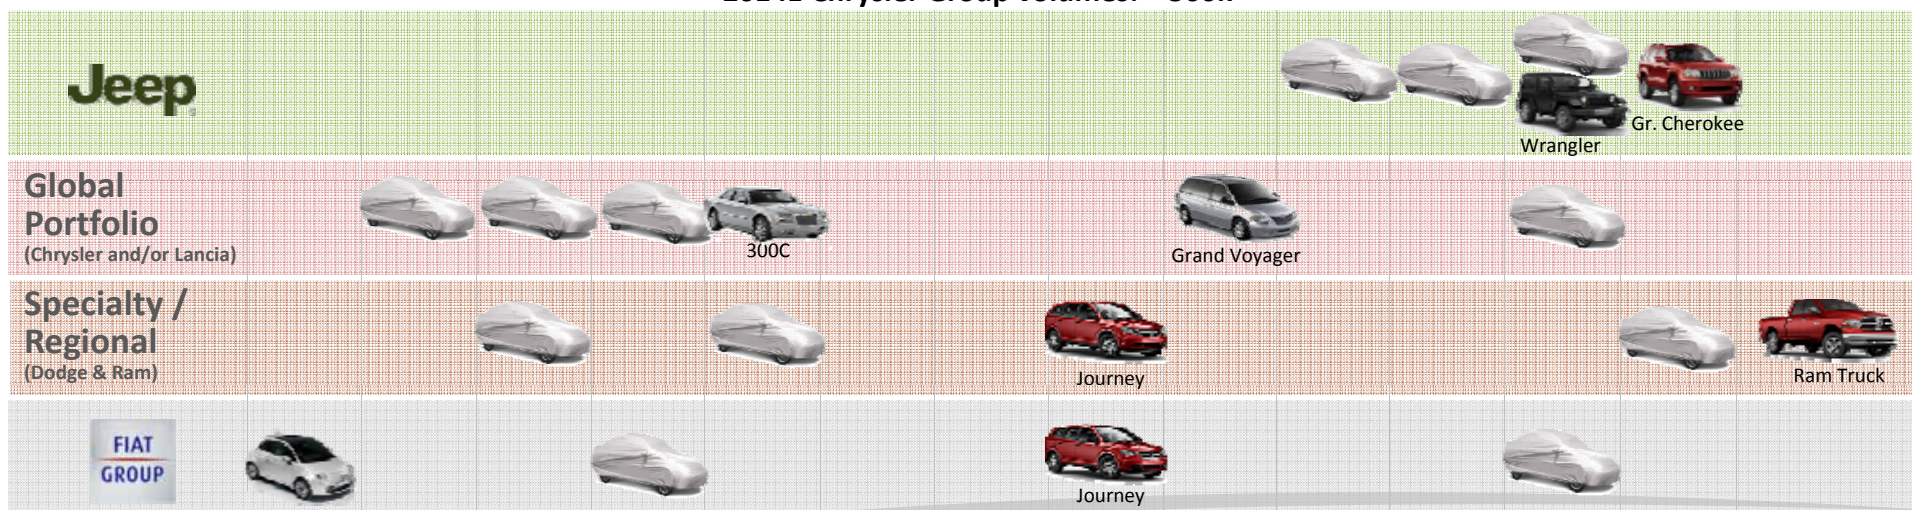 Jeep
Gr. Cherokee
Wrangler
Global
Portfolio
(Chrysler and/or Lancia)
300C
Grand Voyager
Specialty /
Regional
(Dodge & Ram)
Journey
Ram Truck
FIAT
GROUP
Journey